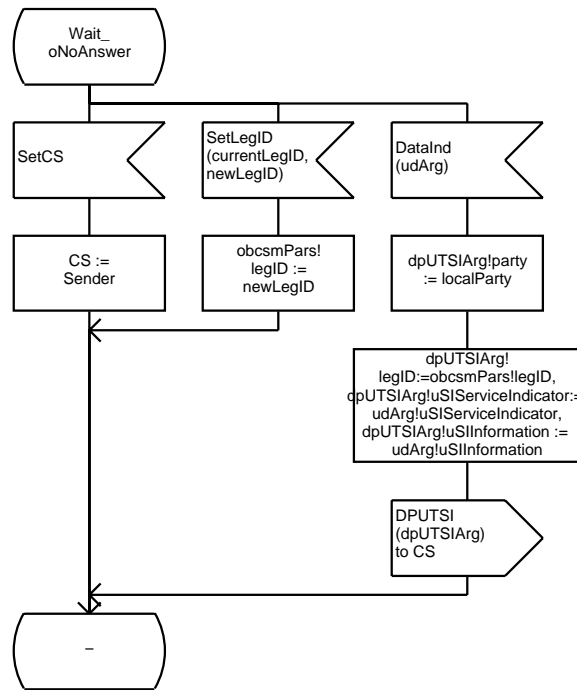 Wait_
oNoAnswer
SetCS
SetLegID
(currentLegID,
newLegID)
DataInd
(udArg)
CS :=
Sender
obcsmPars!
legID :=
newLegID
dpUTSIArg!party
:= localParty
dpUTSIArg!
legID:=obcsmPars!legID,
dpUTSIArg!uSIServiceIndicator:=
udArg!uSIServiceIndicator,
dpUTSIArg!uSIInformation :=
udArg!uSIInformation
DPUTSI
(dpUTSIArg)
to CS
–